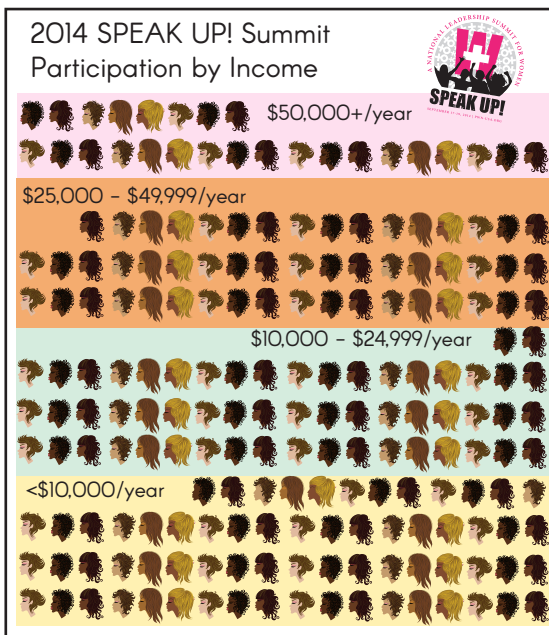 2014 SPEAK UP! Summit
Participation by Income
A NATIONAL LEADERSHIP SUMMIT FOR WOMEN
SPEAK UP!
$50,000+/year
$25,000 - $49,999/year
$10,000 - $24,999/year
<$10,000/year